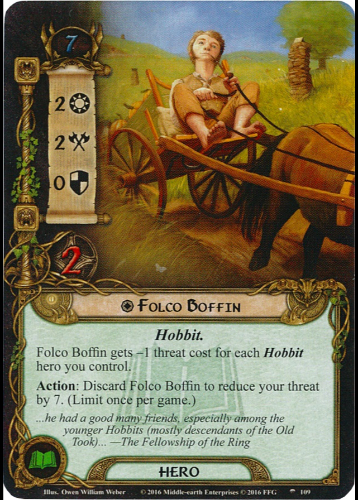 7
2
2
0
2
Folco Boffin
Hobbit.
Folco Boffin gets –1 threat cost for each Hobbit
hero you control.
Action: Discard Folco Boffin to reduce your threat
by 7. (Limit once per game.)
...he had a good many friends, especially among the
younger Hobbits (mostly descendants of the Old
Took)... —The Fellowship of the Ring
HERO
Illus. Owen William Weber © 2016 Middle-earth Enterprises © 2016 FFG 109